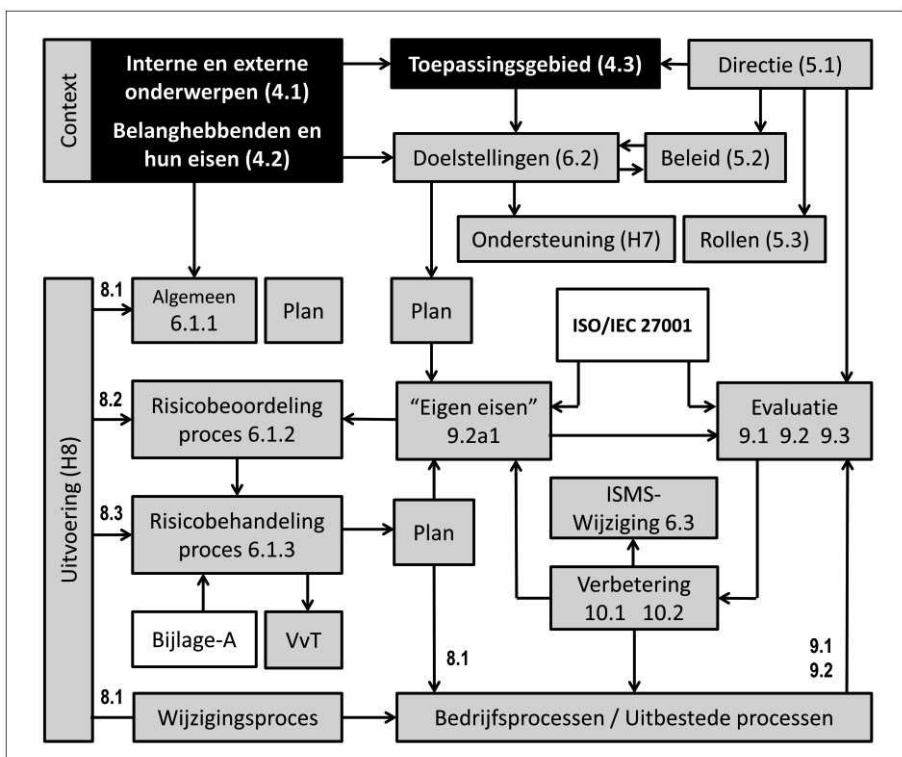 Context
Interne en externe
onderwerpen (4.1)
Belanghebbenden en
hun eisen (4.2)
Toepassingsgebied (4.3)
Directie (5.1)
Doelstellingen (6.2)
Beleid (5.2)
Ondersteuning (H7)
Rollen (5.3)
Uitvoering (H8)
8.1
Algemeen
6.1.1
Plan
Plan
ISO/IEC 27001
8.2
Risicobeoordeling
proces 6.1.2
“Eigen eisen”
9.2a1
Evaluatie
9.1 9.2 9.3
8.3
Risicobehandeling
proces 6.1.3
Plan
ISMS-
Wijziging 6.3
Verbetering
10.1 10.2
Bijlage-A
VvT
8.1
9.1
9.2
8.1
Wijzigingsproces
Bedrijfsprocessen / Uitbestede processen